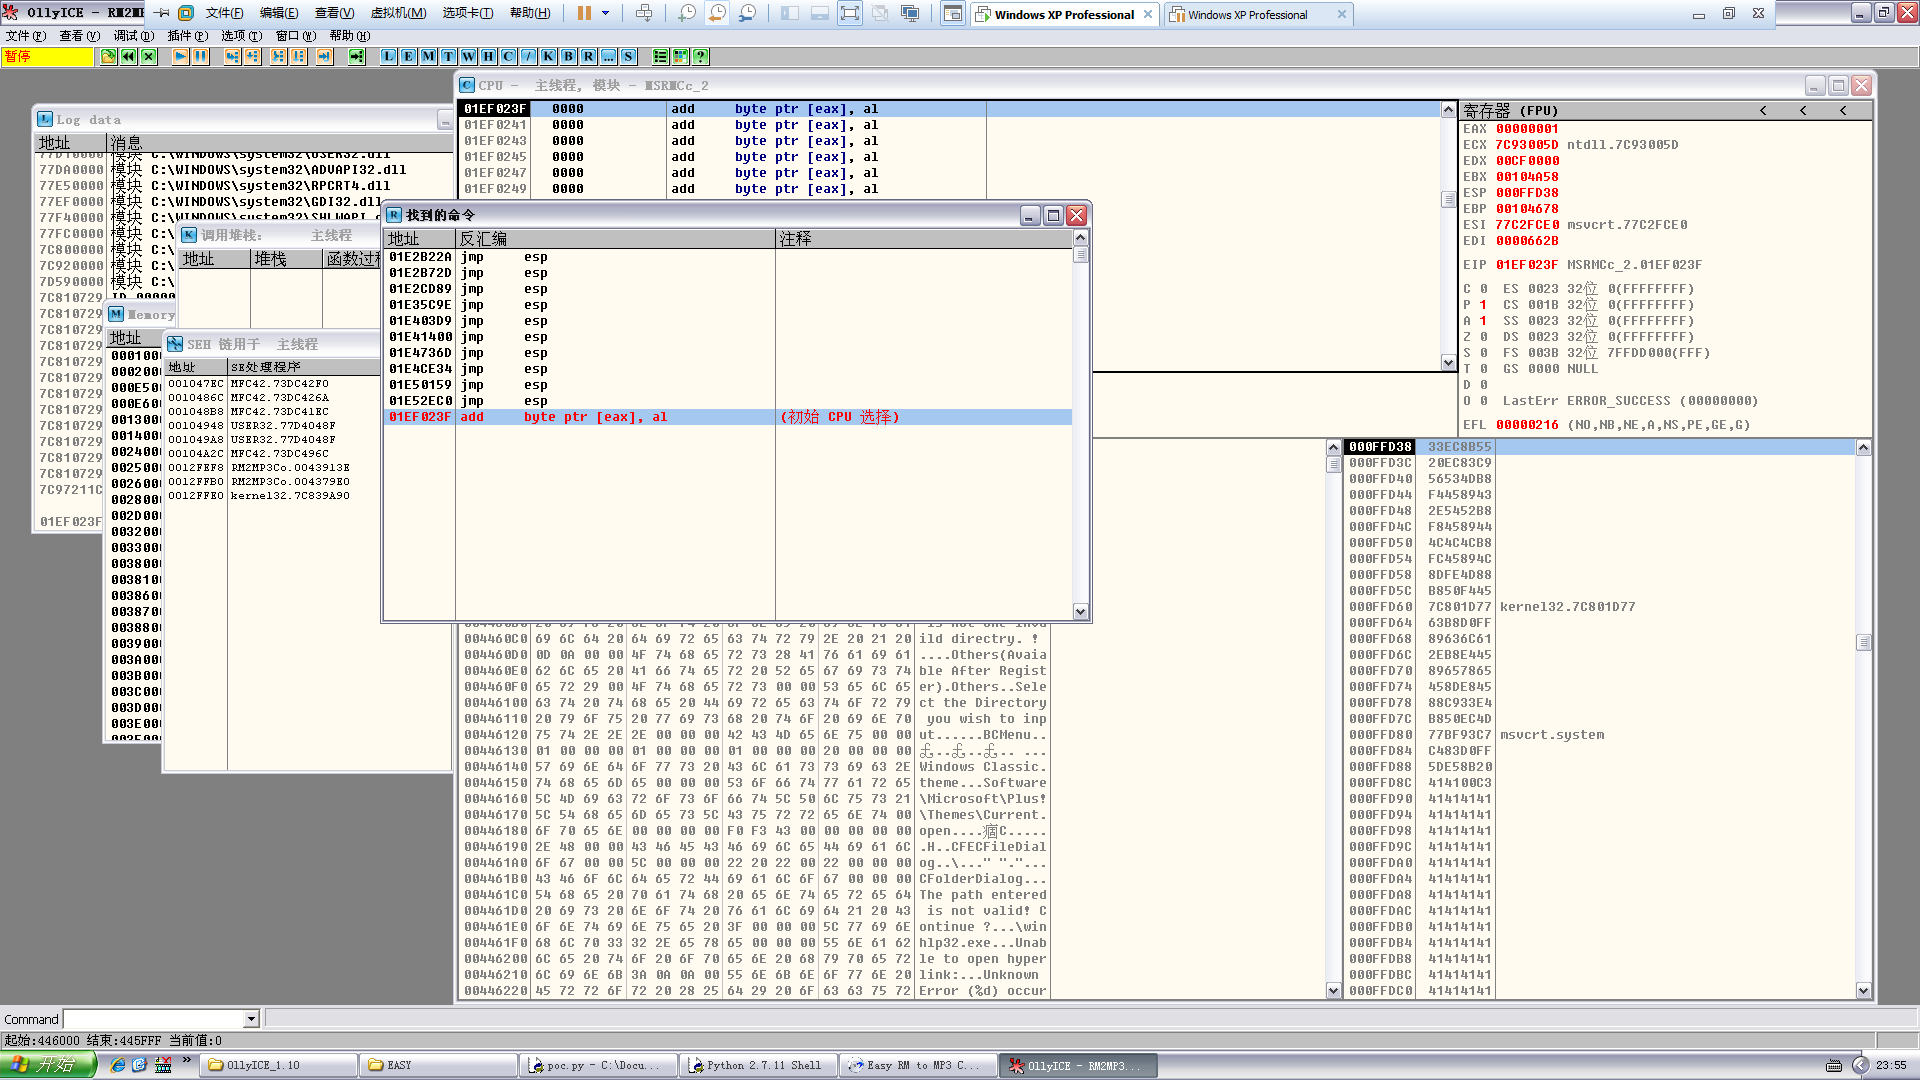 OllyICE - RM2M
文件(F) 编辑(E) 查看(V) 虚拟机(M) 选项卡(T) 帮助(H)
Windows XP Professional
Windows XP Professional
文件(F) 查看(V) 调试(D) 插件(P) 选项(T) 窗口(W) 帮助(H)
暂停
L E M T W H C / K B R ... S
CPU - 主线程, 模块 - MSRMCc_2
01EF023F 0000 add byte ptr [eax], al
01EF0241 0000 add byte ptr [eax], al
01EF0243 0000 add byte ptr [eax], al
01EF0245 0000 add byte ptr [eax], al
01EF0247 0000 add byte ptr [eax], al
01EF0249 0000 add byte ptr [eax], al
寄存器 (FPU) < < <
EAX 00000001
ECX 7C93005D ntdll.7C93005D
EDX 00CF0000
EBX 00104A58
ESP 000FFD38
EBP 00104678
ESI 77C2FCE0 msvcrt.77C2FCE0
EDI 0000662B
EIP 01EF023F MSRMCc_2.01EF023F
C 0 ES 0023 32位 0(FFFFFFFF)
P 1 CS 001B 32位 0(FFFFFFFF)
A 1 SS 0023 32位 0(FFFFFFFF)
Z 0 DS 0023 32位 0(FFFFFFFF)
S 0 FS 003B 32位 7FFDD000(FFF)
T 0 GS 0000 NULL
D 0
O 0 LastErr ERROR_SUCCESS (00000000)
EFL 00000216 (NO,NB,NE,A,NS,PE,GE,G)
Log data
地址 消息
77D10000 模块 C:\WINDOWS\system32\USER32.dll
77DA0000 模块 C:\WINDOWS\system32\ADVAPI32.dll
77E50000 模块 C:\WINDOWS\system32\RPCRT4.dll
77EF0000 模块 C:\WINDOWS\system32\GDI32.dll
77F40000 模块 C:\WINDOWS\system32\SHLWAPI
77FC0000 模块 C:\
7C800000 模块 C:\
7C920000 模块 C:\
7D590000 模块 C:\
7C810729 ID 00000
7C810729
7C810729
7C810729
7C810729
7C810729
7C810729
7C810729
7C810729
7C810729
7C810729
7C810729
7C97211C
01EF023F
调用堆栈: 主线程
地址 堆栈 函数过程
Memory
地址
000100
000200
000E50
000E60
001300
001400
002400
002500
002600
002800
002D00
003200
003300
003800
003810
003860
003870
003880
003900
003A00
003B00
003C00
003D00
003E00
003F00
SEH 链用于 主线程
地址 SE处理程序
001047EC MFC42.73DC42F0
0010486C MFC42.73DC426A
001048B8 MFC42.73DC41EC
00104948 USER32.77D4048F
001049A8 USER32.77D4048F
00104A2C MFC42.73DC496C
0012FEF8 RM2MP3Co.0043913E
0012FFB0 RM2MP3Co.004379E0
0012FFE0 kernel32.7C839A90
找到的命令
地址 反汇编 注释
01E2B22A jmp esp
01E2B72D jmp esp
01E2CD89 jmp esp
01E35C9E jmp esp
01E403D9 jmp esp
01E41400 jmp esp
01E4736D jmp esp
01E4CE34 jmp esp
01E50159 jmp esp
01E52EC0 jmp esp
01EF023F add byte ptr [eax], al (初始 CPU 选择)
004460C0 69 6C 64 20 64 69 72 65 63 74 72 79 2E 20 21 20 ild directry. !
004460D0 0D 0A 00 00 4F 74 68 65 72 73 28 41 76 61 69 61 ....Others(Avaia
004460E0 62 6C 65 20 41 66 74 65 72 20 52 65 67 69 73 74 ble After Regist
004460F0 65 72 29 00 4F 74 68 65 72 73 00 00 53 65 6C 65 er).Others..Sele
00446100 63 74 20 74 68 65 20 44 69 72 65 63 74 6F 72 79 ct the Directory
00446110 20 79 6F 75 20 77 69 73 68 20 74 6F 20 69 6E 70 you wish to inp
00446120 75 74 2E 2E 2E 00 00 00 42 43 4D 65 6E 75 00 00 ut......BCMenu..
00446130 01 00 00 00 01 00 00 00 01 00 00 00 20 00 00 00
00446140 57 69 6E 64 6F 77 73 20 43 6C 61 73 73 69 63 2E Windows Classic.
00446150 74 68 65 6D 65 00 00 00 53 6F 66 74 77 61 72 65 theme...Software
00446160 5C 4D 69 63 72 6F 73 6F 66 74 5C 50 6C 75 73 21 \Microsoft\Plus!
00446170 5C 54 68 65 6D 65 73 5C 43 75 72 72 65 6E 74 00 \Themes\Current.
00446180 6F 70 65 6E 00 00 00 00 F0 F3 43 00 00 00 00 00 open....痼C.....
00446190 2E 48 00 00 43 46 45 43 46 69 6C 65 44 69 61 6C .H..CFECFileDial
004461A0 6F 67 00 00 5C 00 00 00 22 20 22 00 22 00 00 00 og..\..." "."...
004461B0 43 46 6F 6C 64 65 72 44 69 61 6C 6F 67 00 00 00 CFolderDialog...
004461C0 54 68 65 20 70 61 74 68 20 65 6E 74 65 72 65 64 The path entered
004461D0 20 69 73 20 6E 6F 74 20 76 61 6C 69 64 21 20 43 is not valid! C
004461E0 6F 6E 74 69 6E 75 65 20 3F 00 00 00 5C 77 69 6E ontinue ?...\win
004461F0 68 6C 70 33 32 2E 65 78 65 00 00 00 55 6E 61 62 hlp32.exe...Unab
00446200 6C 65 20 74 6F 20 6F 70 65 6E 20 68 79 70 65 72 le to open hyper
00446210 6C 69 6E 6B 3A 0A 0A 00 55 6E 6B 6E 6F 77 6E 20 link:...Unknown
00446220 45 72 72 6F 72 20 28 25 64 29 20 6F 63 63 75 72 Error (%d) occur
000FFD38 33EC8B55
000FFD3C 20EC83C9
000FFD40 56534DB8
000FFD44 F4458943
000FFD48 2E5452B8
000FFD4C F8458944
000FFD50 4C4C4CB8
000FFD54 FC45894C
000FFD58 8DFE4D88
000FFD5C B850F445
000FFD60 7C801D77 kernel32.7C801D77
000FFD64 63B8D0FF
000FFD68 89636C61
000FFD6C 2EB8E445
000FFD70 89657865
000FFD74 458DE845
000FFD78 88C933E4
000FFD7C B850EC4D
000FFD80 77BF93C7 msvcrt.system
000FFD84 C483D0FF
000FFD88 5DE58B20
000FFD8C 414100C3
000FFD90 41414141
000FFD94 41414141
000FFD98 41414141
000FFD9C 41414141
000FFDA0 41414141
000FFDA4 41414141
000FFDA8 41414141
000FFDAC 41414141
000FFDB0 41414141
000FFDB4 41414141
000FFDB8 41414141
000FFDBC 41414141
000FFDC0 41414141
Command
起始:446000 结束:445FFF 当前值:0
开始
OllyICE_1.10
EASY
poc.py - C:\Docu...
Python 2.7.11 Shell
Easy RM to MP3 C...
OllyICE - RM2MP3...
23:55